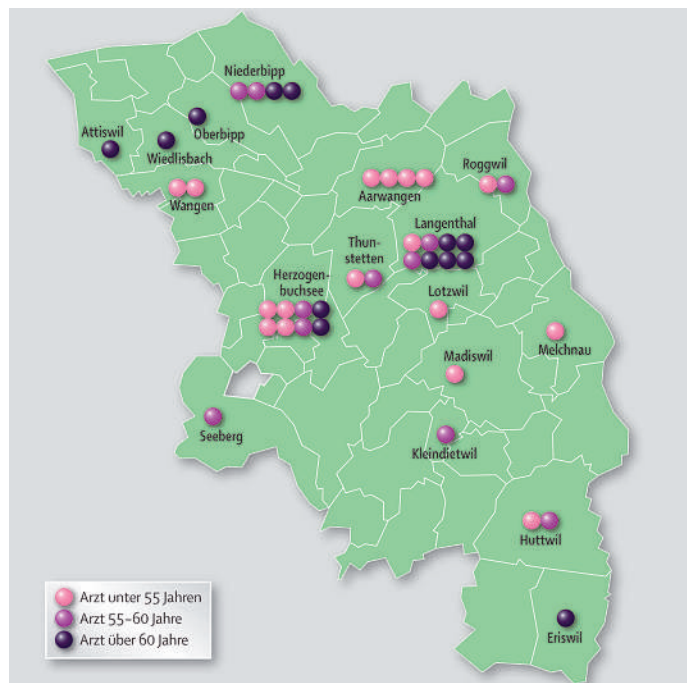 Niederbipp
Oberbipp
Attiswil
Wiedlisbach
Wangen
Roggwil
Aarwangen
Langenthal
Thun-
stetten
Herzogen-
buchsee
Lotzwil
Melchnau
Madiswil
Seeberg
Kleindietwil
Huttwil
Eriswil
Arzt unter 55 Jahren
Arzt 55–60 Jahre
Arzt über 60 Jahre